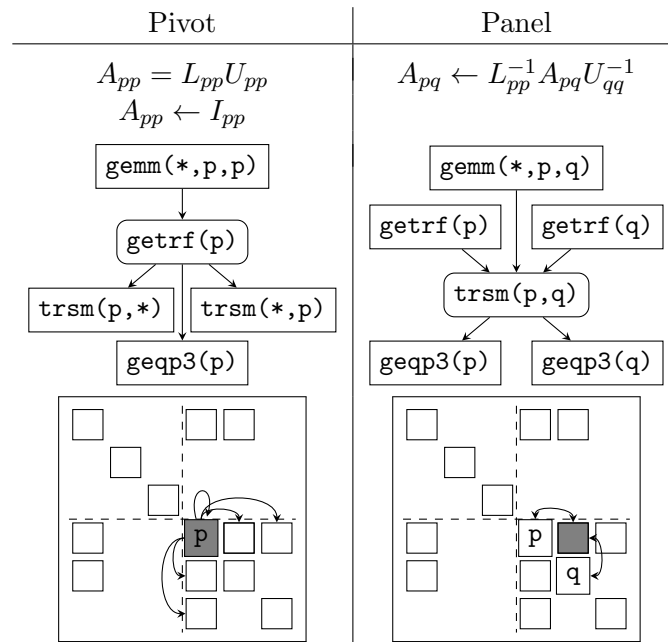 Pivot Panel
A_{pp} = L_{pp}U_{pp} A_{pq} ← L_{pp}^{-1}A_{pq}U_{qq}^{-1}
A_{pp} ← I_{pp}
gemm(*,p,p) gemm(*,p,q)
getrf(p) getrf(p) getrf(q)
trsm(p,*) trsm(*,p) trsm(p,q)
geqp3(p) geqp3(p) geqp3(q)
p p
q